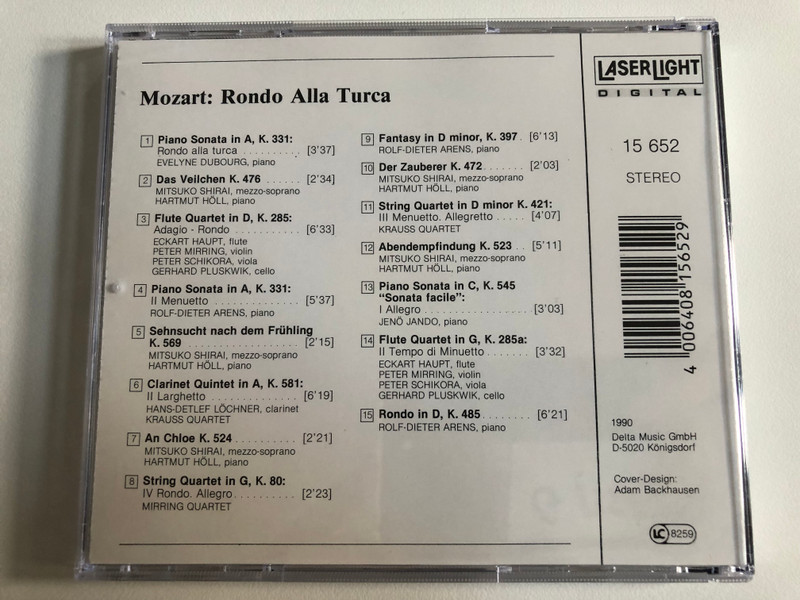 Mozart: Rondo Alla Turca
1 Piano Sonata in A, K. 331:
Rondo alla turca . . . . . . . . . . [3'37]
EVELYNE DUBOURG, piano
2 Das Veilchen K. 476 . . . . . . [2'34]
MITSUKO SHIRAI, mezzo-soprano
HARTMUT HÖLL, piano
3 Flute Quartet in D, K. 285:
Adagio - Rondo . . . . . . . . . . . [6'33]
ECKART HAUPT, flute
PETER MIRRING, violin
PETER SCHIKORA, viola
GERHARD PLUSKWIK, cello
4 Piano Sonata in A, K. 331:
II Menuetto . . . . . . . . . . . . . [5'37]
ROLF-DIETER ARENS, piano
5 Sehnsucht nach dem Frühling
K. 569 . . . . . . . . . . . . . . . . . . [2'15]
MITSUKO SHIRAI, mezzo-soprano
HARTMUT HÖLL, piano
6 Clarinet Quintet in A, K. 581:
II Larghetto . . . . . . . . . . . . . [6'19]
HANS-DETLEF LÖCHNER, clarinet
KRAUSS QUARTET
7 An Chloe K. 524 . . . . . . . . . . [2'21]
MITSUKO SHIRAI, mezzo-soprano
HARTMUT HÖLL, piano
8 String Quartet in G, K. 80:
IV Rondo. Allegro . . . . . . . . . . [2'23]
MIRRING QUARTET
9 Fantasy in D minor, K. 397 . [6'13]
ROLF-DIETER ARENS, piano
10 Der Zauberer K. 472 . . . . . . . [2'03]
MITSUKO SHIRAI, mezzo-soprano
HARTMUT HÖLL, piano
11 String Quartet in D minor K. 421:
III Menuetto. Allegretto . . . . . [4'07]
KRAUSS QUARTET
12 Abendempfindung K. 523 . . [5'11]
MITSUKO SHIRAI, mezzo-soprano
HARTMUT HÖLL, piano
13 Piano Sonata in C, K. 545
"Sonata facile":
I Allegro . . . . . . . . . . . . . . . . . [3'03]
JENÖ JANDO, piano
14 Flute Quartet in G, K. 285a:
II Tempo di Minuetto . . . . . . . [3'32]
ECKART HAUPT, flute
PETER MIRRING, violin
PETER SCHIKORA, viola
GERHARD PLUSKWIK, cello
15 Rondo in D, K. 485 . . . . . . . . [6'21]
ROLF-DIETER ARENS, piano
LASERLIGHT
DIGITAL
15 652
STEREO
4 006408 156529
1990
Delta Music GmbH
D-5020 Königsdorf
Cover-Design:
Adam Backhausen
LC 8259